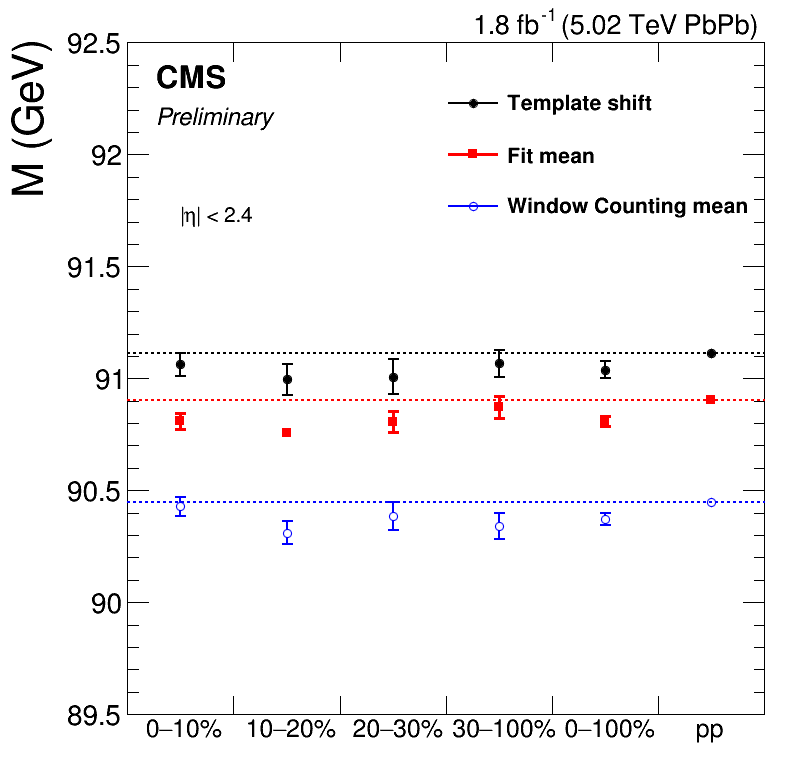 1.8 fb-1 (5.02 TeV PbPb)
M (GeV)
92.5
CMS
Preliminary
Template shift
Fit mean
Window Counting mean
|η| < 2.4
92
91.5
91
90.5
90
89.5
0–10% 10–20% 20–30% 30–100% 0–100% pp